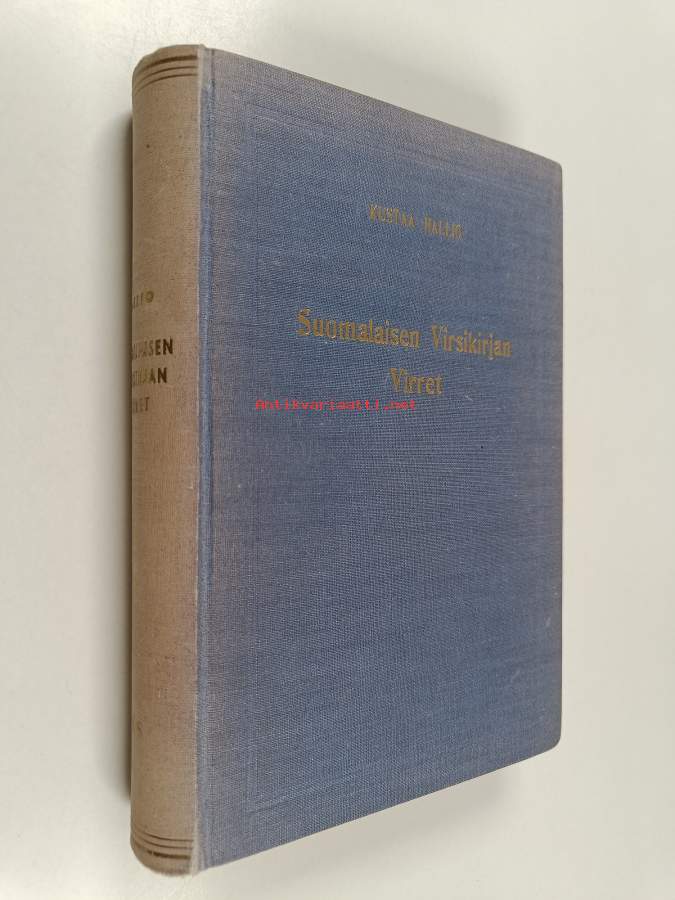 KUSTAA HALLIO
Suomalaisen Virsikirjan
Virret
Antikvariaatti.net